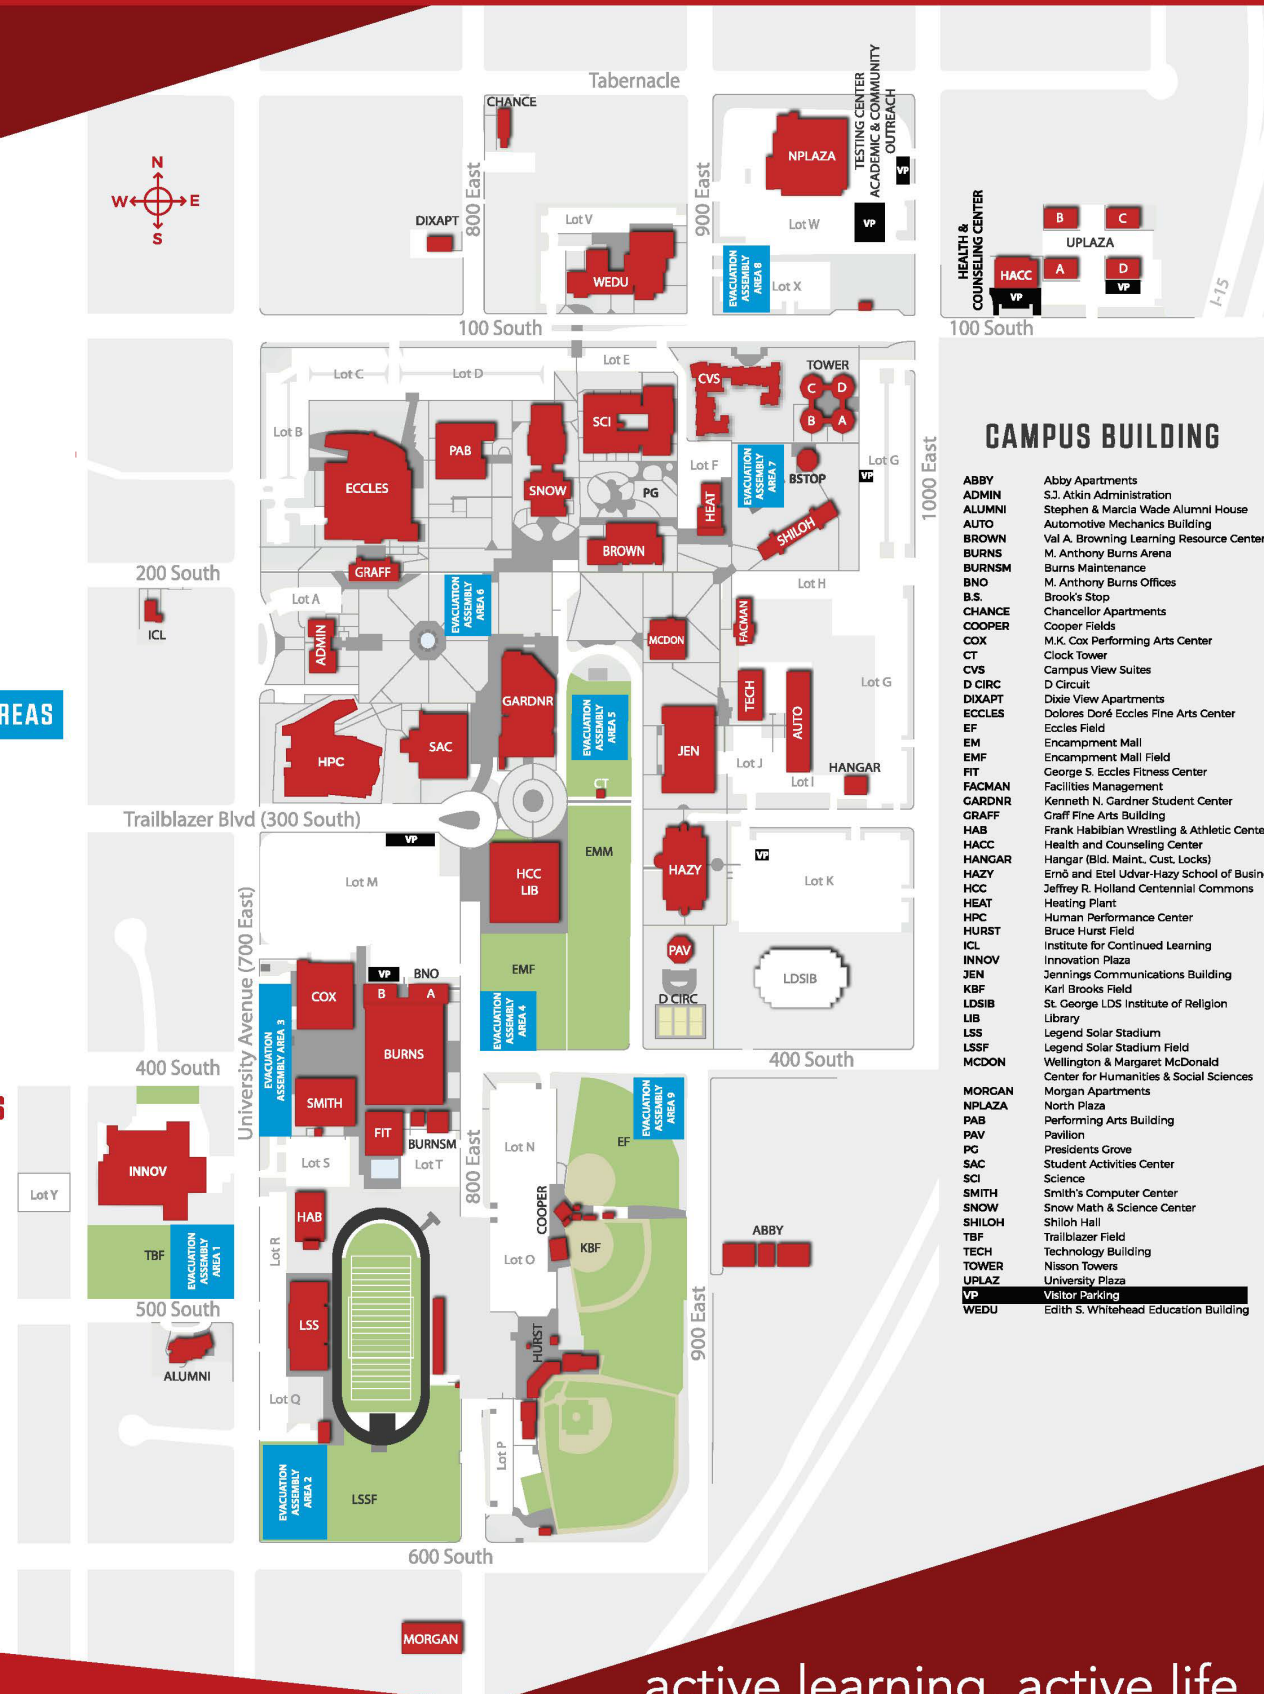 Tabernacle
CHANCE
800 East
900 East
NPLAZA
TESTING CENTER
ACADEMIC & COMMUNITY
OUTREACH
VP
VP
N
W E
S
DIXAPT
Lot V
Lot W
WEDU
EVACUATION
ASSEMBLY
AREA 8
Lot X
HEALTH &
COUNSELING CENTER
HACC
VP
B
C
UPLAZA
A
D
VP
I-15
100 South
100 South
Lot C
Lot D
Lot E
CVS
TOWER
C D
B A
Lot B
ECCLES
PAB
SNOW
SCI
PG
Lot F
HEAT
EVACUATION
ASSEMBLY
AREA 7
BSTOP
Lot G
VP
1000 East
SHILOH
BROWN
200 South
ICL
GRAFF
Lot A
ADMIN
EVACUATION
ASSEMBLY
AREA 6
Lot H
MCDON
FACMAN
GARDNR
TECH
AUTO
Lot G
REAS
EVACUATION
ASSEMBLY
AREA 5
HPC
SAC
JEN
Lot J
Lot I
HANGAR
CT
Trailblazer Blvd (300 South)
VP
Lot M
HCC
LIB
EMM
HAZY
VP
Lot K
University Avenue (700 East)
PAV
D
D CIRC
LDSIB
EMF
EVACUATION
ASSEMBLY
AREA 4
COX
VP
BNO
B
A
BURNS
EVACUATION
ASSEMBLY AREA 3
400 South
400 South
SMITH
FIT
BURNSM
Lot S
Lot T
800 East
Lot N
EF
EVACUATION
ASSEMBLY
AREA 9
INNOV
Lot Y
TBF
EVACUATION
ASSEMBLY
AREA 1
HAB
Lot R
COOPER
KBF
Lot O
ABBY
500 South
ALUMNI
LSS
HURST
900 East
Lot Q
Lot P
EVACUATION
ASSEMBLY
AREA 2
LSSF
600 South
MORGAN
CAMPUS BUILDING
ABBY Abby Apartments
ADMIN S.J. Atkin Administration
ALUMNI Stephen & Marcia Wade Alumni House
AUTO Automotive Mechanics Building
BROWN Val A. Browning Learning Resource Center
BURNS M. Anthony Burns Arena
BURNSM Burns Maintenance
BNO M. Anthony Burns Offices
B.S. Brook's Stop
CHANCE Chancellor Apartments
COOPER Cooper Fields
COX M.K. Cox Performing Arts Center
CT Clock Tower
CVS Campus View Suites
D CIRC D Circuit
DIXAPT Dixie View Apartments
ECCLES Dolores Doré Eccles Fine Arts Center
EF Eccles Field
EM Encampment Mall
EMF Encampment Mall Field
FIT George S. Eccles Fitness Center
FACMAN Facilities Management
GARDNR Kenneth N. Gardner Student Center
GRAFF Graff Fine Arts Building
HAB Frank Habibian Wrestling & Athletic Cente
HACC Health and Counseling Center
HANGAR Hangar (Bld. Maint., Cust, Locks)
HAZY Ernö and Etel Udvar-Hazy School of Busin
HCC Jeffrey R. Holland Centennial Commons
HEAT Heating Plant
HPC Human Performance Center
HURST Bruce Hurst Field
ICL Institute for Continued Learning
INNOV Innovation Plaza
JEN Jennings Communications Building
KBF Karl Brooks Field
LDSIB St. George LDS Institute of Religion
LIB Library
LSS Legend Solar Stadium
LSSF Legend Solar Stadium Field
MCDON Wellington & Margaret McDonald
Center for Humanities & Social Sciences
MORGAN Morgan Apartments
NPLAZA North Plaza
PAB Performing Arts Building
PAV Pavilion
PG Presidents Grove
SAC Student Activities Center
SCI Science
SMITH Smith's Computer Center
SNOW Snow Math & Science Center
SHILOH Shiloh Hall
TBF Trailblazer Field
TECH Technology Building
TOWER Nisson Towers
UPLAZ University Plaza
VP Visitor Parking
WEDU Edith S. Whitehead Education Building
active learning. active life.